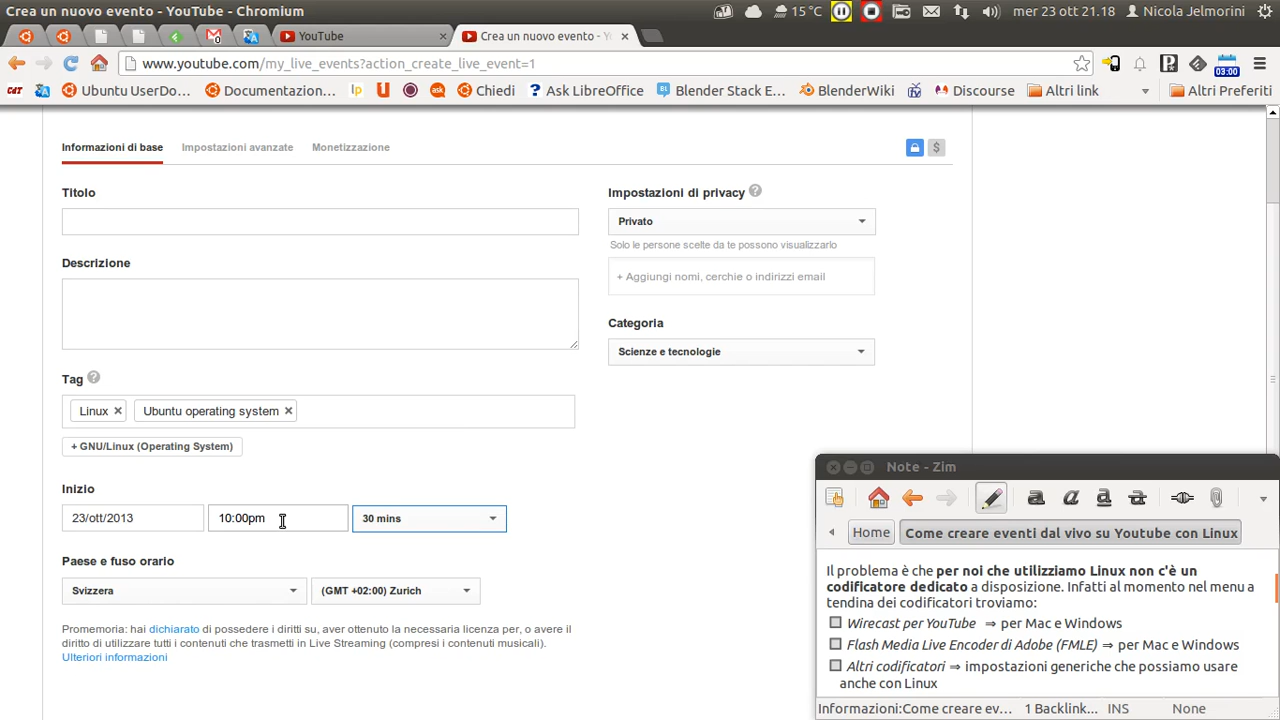 Crea un nuovo evento - YouTube - Chromium
15 °C
mer 23 ott 21.18
Nicola Jelmorini
YouTube
Crea un nuovo evento - Y
www.youtube.com/my_live_events?action_create_live_event=1
03:00
CdT
Ubuntu UserDo...
Documentazion...
lp
U
ask
Chiedi
? Ask LibreOffice
Blender Stack E...
BlenderWiki
Discourse
Altri link
Altri Preferiti
Informazioni di base
Impostazioni avanzate
Monetizzazione
$
Titolo
Impostazioni di privacy ?
Privato
Solo le persone scelte da te possono visualizzarlo
+ Aggiungi nomi, cerchie o indirizzi email
Descrizione
Categoria
Scienze e tecnologie
Tag ?
Linux ×
Ubuntu operating system ×
+ GNU/Linux (Operating System)
Inizio
23/ott/2013
10:00pm
30 mins
Paese e fuso orario
Svizzera
(GMT +02:00) Zurich
Promemoria: hai dichiarato di possedere i diritti su, aver ottenuto la necessaria licenza per, o avere il
diritto di utilizzare tutti i contenuti che trasmetti in Live Streaming (compresi i contenuti musicali).
Ulteriori informazioni
Note - Zim
a a a a
Home
Come creare eventi dal vivo su Youtube con Linux
Il problema è che per noi che utilizziamo Linux non c'è un
codificatore dedicato a disposizione. Infatti al momento nel menu a
tendina dei codificatori troviamo:
Wirecast per YouTube ⇒ per Mac e Windows
Flash Media Live Encoder di Adobe (FMLE) ⇒ per Mac e Windows
Altri codificatori ⇒ impostazioni generiche che possiamo usare
anche con Linux
Informazioni:Come creare ev...
1 Backlink...
INS
None